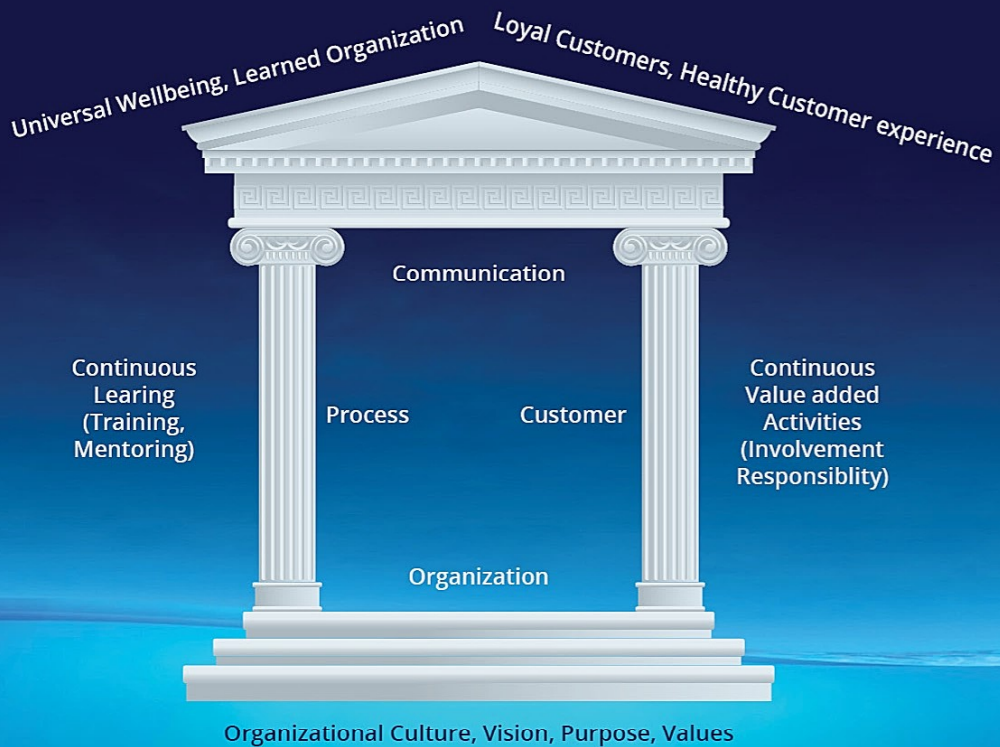 Universal Wellbeing, Learned Organization
Loyal Customers, Healthy Customer experience
Communication
Continuous
Learing
(Training,
Mentoring)
Process
Customer
Continuous
Value added
Activities
(Involvement
Responsiblity)
Organization
Organizational Culture, Vision, Purpose, Values